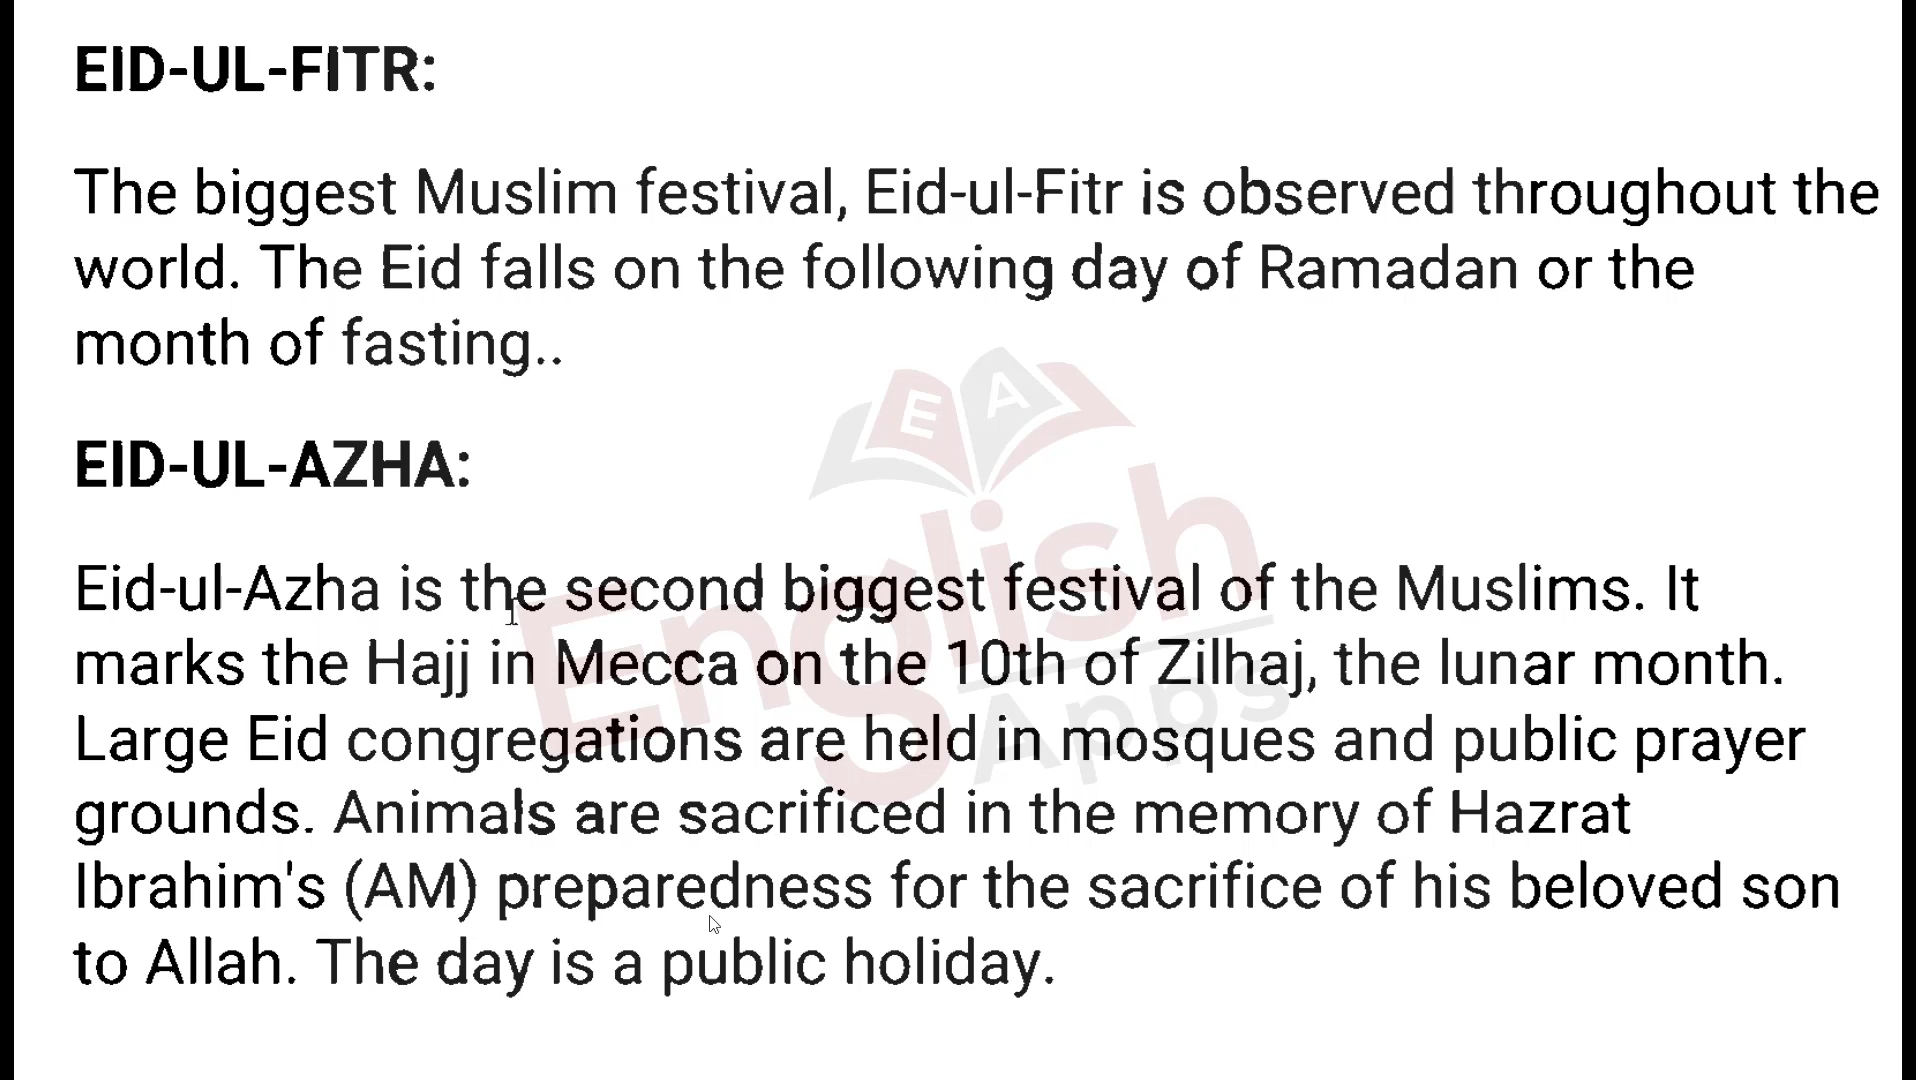 EID-UL-FITR:
The biggest Muslim festival, Eid-ul-Fitr is observed throughout the
world. The Eid falls on the following day of Ramadan or the
month of fasting..
E A
EID-UL-AZHA:
English
Apps
Eid-ul-Azha is the second biggest festival of the Muslims. It
marks the Hajj in Mecca on the 10th of Zilhaj, the lunar month.
Large Eid congregations are held in mosques and public prayer
grounds. Animals are sacrificed in the memory of Hazrat
Ibrahim's (AM) preparedness for the sacrifice of his beloved son
to Allah. The day is a public holiday.